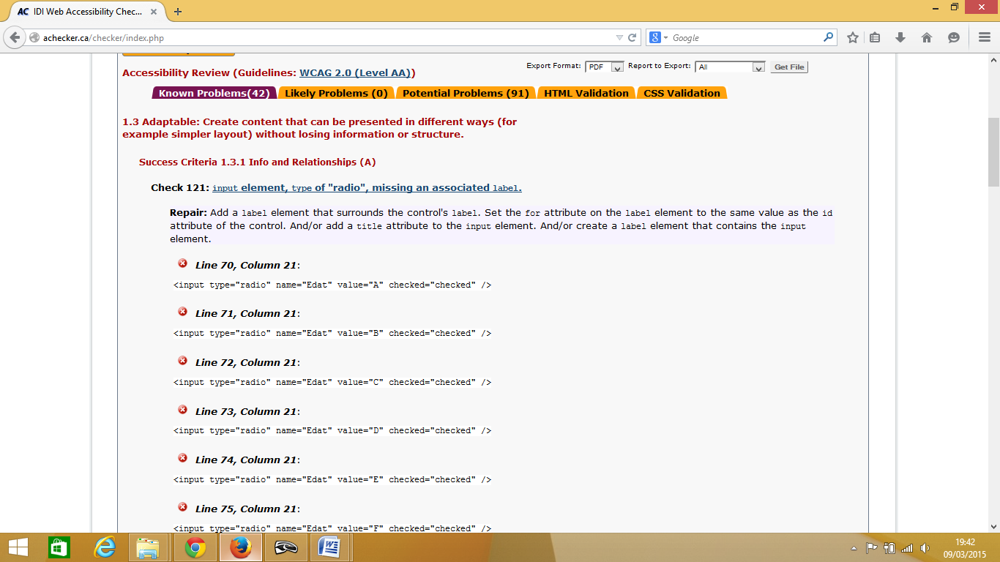 AC IDI Web Accessibility Chec...
achecker.ca/checker/index.php
Google
Export Format: PDF Report to Export: All Get File
Accessibility Review (Guidelines: WCAG 2.0 (Level AA))
Known Problems(42) Likely Problems (0) Potential Problems (91) HTML Validation CSS Validation
1.3 Adaptable: Create content that can be presented in different ways (for
example simpler layout) without losing information or structure.
Success Criteria 1.3.1 Info and Relationships (A)
Check 121: input element, type of "radio", missing an associated label.
Repair: Add a label element that surrounds the control's label. Set the for attribute on the label element to the same value as the id
attribute of the control. And/or add a title attribute to the input element. And/or create a label element that contains the input
element.
Line 70, Column 21:
<input type="radio" name="Edat" value="A" checked="checked" />
Line 71, Column 21:
<input type="radio" name="Edat" value="B" checked="checked" />
Line 72, Column 21:
<input type="radio" name="Edat" value="C" checked="checked" />
Line 73, Column 21:
<input type="radio" name="Edat" value="D" checked="checked" />
Line 74, Column 21:
<input type="radio" name="Edat" value="E" checked="checked" />
Line 75, Column 21:
<input type="radio" name="Edat" value="F" checked="checked" />
19:42
09/03/2015